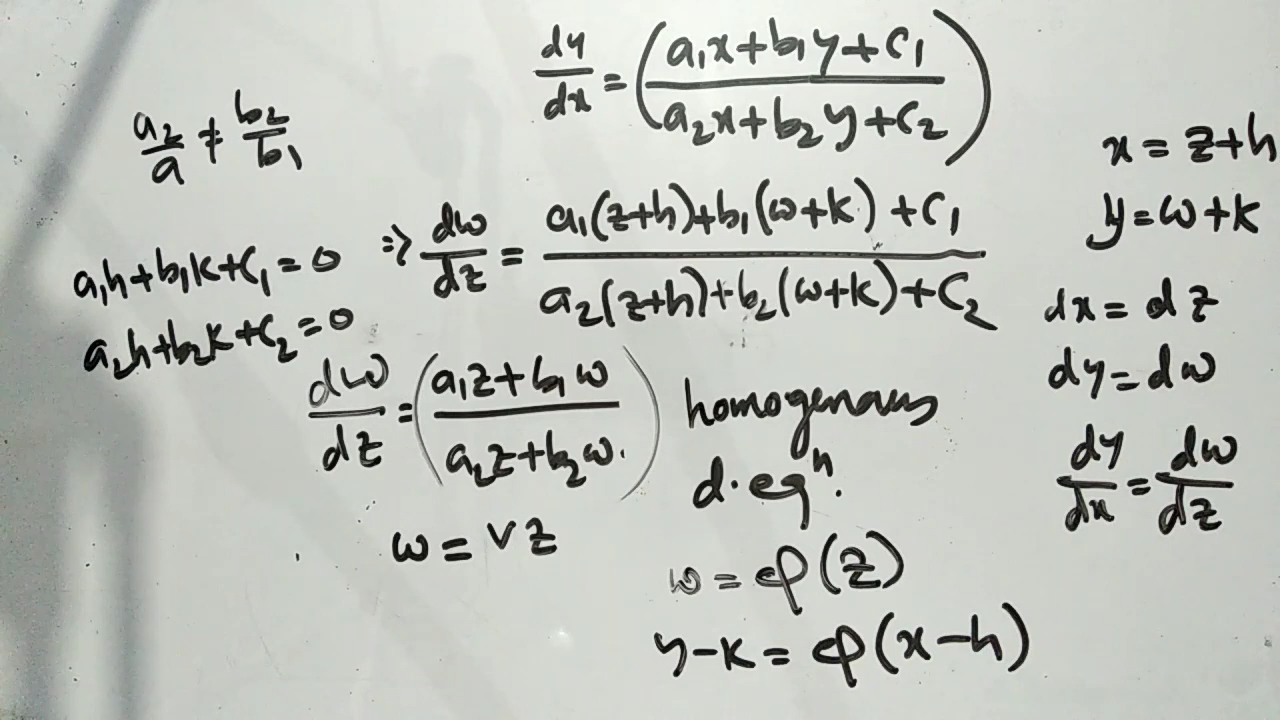 dy/dx = (a₁x+b₁y+c₁ / a₂x+b₂y+c₂)
a₂/a ≠ b₂/b₁
x = z+h
y = ω+k
a₁h+b₁k+c₁ = 0
a₂h+b₂k+c₂ = 0
⇒ dω/dz = a₁(z+h)+b₁(ω+k)+c₁ / a₂(z+h)+b₂(ω+k)+c₂
dx = dz
dy = dω
dy/dx = dω/dz
dω/dz = (a₁z+b₁ω / a₂z+b₂ω.)
homogenaus
d.eqⁿ.
ω = vz
ω = φ(z)
y-k = φ(x-h)